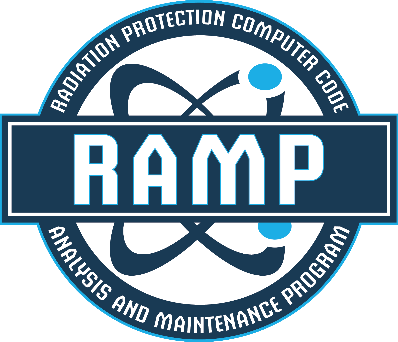 RADIATION PROTECTION COMPUTER CODE
RAMP
ANALYSIS AND MAINTENANCE PROGRAM